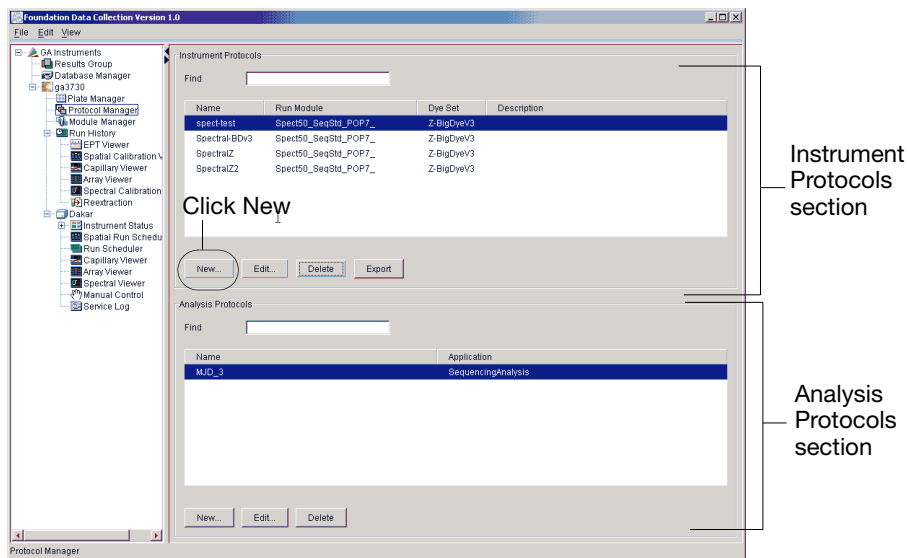 Foundation Data Collection Version 1.0
File Edit View
GA Instruments
Results Group
Database Manager
ga3730
Plate Manager
Protocol Manager
Module Manager
Run History
EPT Viewer
Spatial Calibration V
Capillary Viewer
Array Viewer
Spectral Calibration
Reextraction
Dakar
Instrument Status
Spatial Run Schedu
Run Scheduler
Capillary Viewer
Array Viewer
Spectral Viewer
Manual Control
Service Log
Instrument Protocols
Find
Name Run Module Dye Set Description
spect-test Spect50_SeqStd_POP7_ Z-BigDyeV3
Spectral-BDv3 Spect50_SeqStd_POP7_ Z-BigDyeV3
SpectralZ Spect50_SeqStd_POP7_ Z-BigDyeV3
SpectralZ2 Spect50_SeqStd_POP7_ Z-BigDyeV3
Click New
New... Edit... Delete Export
Analysis Protocols
Find
Name Application
MJD_3 SequencingAnalysis
New... Edit... Delete
Protocol Manager
Instrument
Protocols
section
Analysis
Protocols
section